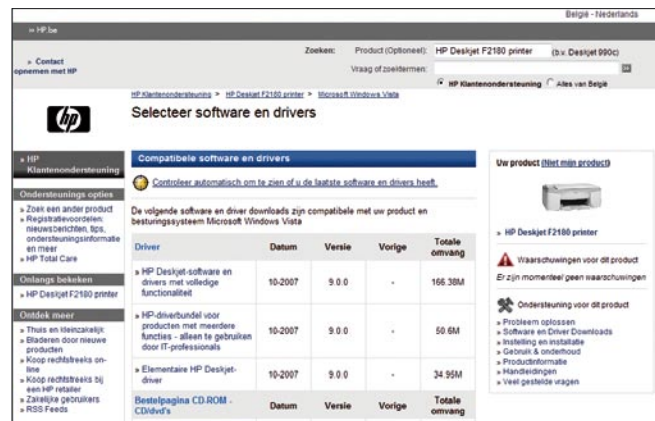 België - Nederlands
» HP.be
» Contact opnemen met HP
Zoeken:
Product (Optioneel):
HP Deskjet F2180 printer
(b.v. Deskjet 990c)
Vraag of zoektermen:
HP Klantenondersteuning
Alles van België
HP Klantenondersteuning > HP Deskjet F2180 printer > Microsoft Windows Vista
hp
Selecteer software en drivers
» HP Klantenondersteuning
Ondersteunings opties
» Zoek een ander product
» Registratievoordelen: nieuwsberichten, tips, ondersteuningsinformatie en meer
» HP Total Care
Onlangs bekeken
» HP Deskjet F2180 printer
Ontdek meer
» Thuis en kleinzakelijk
» Bladeren door nieuwe producten
» Koop rechtstreeks on-line
» Koop rechtstreeks bij een HP retailer
» Zakelijke gebruikers
» RSS Feeds
Compatibele software en drivers
Controleer automatisch om te zien of u de laatste software en drivers heeft.
De volgende software en driver downloads zijn compatibele met uw product en besturingssysteem Microsoft Windows Vista
Driver Datum Versie Vorige Totale omvang
» HP Deskjet-software en drivers met volledige functionaliteit 10-2007 9.0.0 - 166.38M
» HP-driverbundel voor producten met meerdere functies - alleen te gebruiken door IT-professionals 10-2007 9.0.0 - 50.6M
» Elementaire HP Deskjet-driver 10-2007 9.0.0 - 34.95M
Bestelpagina CD-ROM - CD/dvd's Datum Versie Vorige Totale omvang
Uw product (Niet mijn product)
» HP Deskjet F2180 printer
Waarschuwingen voor dit product
Er zijn momenteel geen waarschuwingen
Ondersteuning voor dit product
» Probleem oplossen
» Software en Driver Downloads
» Instelling en installatie
» Gebruik & onderhoud
» Productinformatie
» Handleidingen
» Veel gestelde vragen